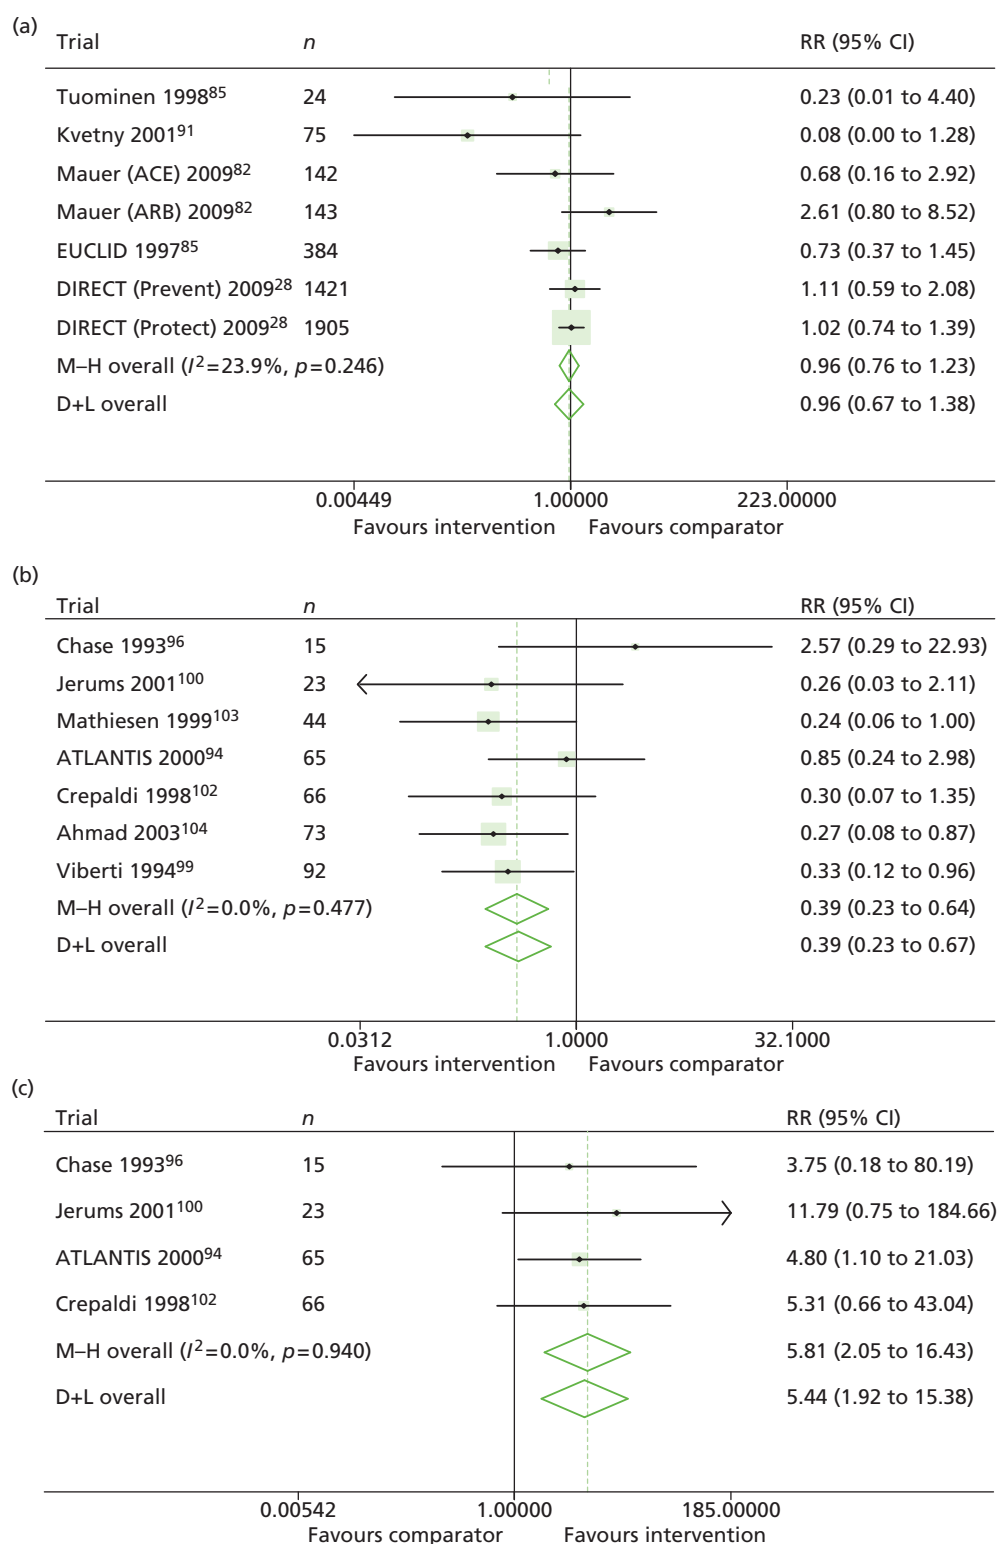 (a)
Trial n RR (95% CI)
Tuominen 1998⁸⁵ 24 0.23 (0.01 to 4.40)
Kvetny 2001⁹¹ 75 0.08 (0.00 to 1.28)
Mauer (ACE) 2009⁸² 142 0.68 (0.16 to 2.92)
Mauer (ARB) 2009⁸² 143 2.61 (0.80 to 8.52)
EUCLID 1997⁸⁵ 384 0.73 (0.37 to 1.45)
DIRECT (Prevent) 2009²⁸ 1421 1.11 (0.59 to 2.08)
DIRECT (Protect) 2009²⁸ 1905 1.02 (0.74 to 1.39)
M–H overall (I²=23.9%, p=0.246) 0.96 (0.76 to 1.23)
D+L overall 0.96 (0.67 to 1.38)
0.00449 1.00000 223.00000
Favours intervention Favours comparator
(b)
Trial n RR (95% CI)
Chase 1993⁹⁶ 15 2.57 (0.29 to 22.93)
Jerums 2001¹⁰⁰ 23 0.26 (0.03 to 2.11)
Mathiesen 1999¹⁰³ 44 0.24 (0.06 to 1.00)
ATLANTIS 2000⁹⁴ 65 0.85 (0.24 to 2.98)
Crepaldi 1998¹⁰² 66 0.30 (0.07 to 1.35)
Ahmad 2003¹⁰⁴ 73 0.27 (0.08 to 0.87)
Viberti 1994⁹⁹ 92 0.33 (0.12 to 0.96)
M–H overall (I²=0.0%, p=0.477) 0.39 (0.23 to 0.64)
D+L overall 0.39 (0.23 to 0.67)
0.0312 1.0000 32.1000
Favours intervention Favours comparator
(c)
Trial n RR (95% CI)
Chase 1993⁹⁶ 15 3.75 (0.18 to 80.19)
Jerums 2001¹⁰⁰ 23 11.79 (0.75 to 184.66)
ATLANTIS 2000⁹⁴ 65 4.80 (1.10 to 21.03)
Crepaldi 1998¹⁰² 66 5.31 (0.66 to 43.04)
M–H overall (I²=0.0%, p=0.940) 5.81 (2.05 to 16.43)
D+L overall 5.44 (1.92 to 15.38)
0.00542 1.00000 185.00000
Favours comparator Favours intervention